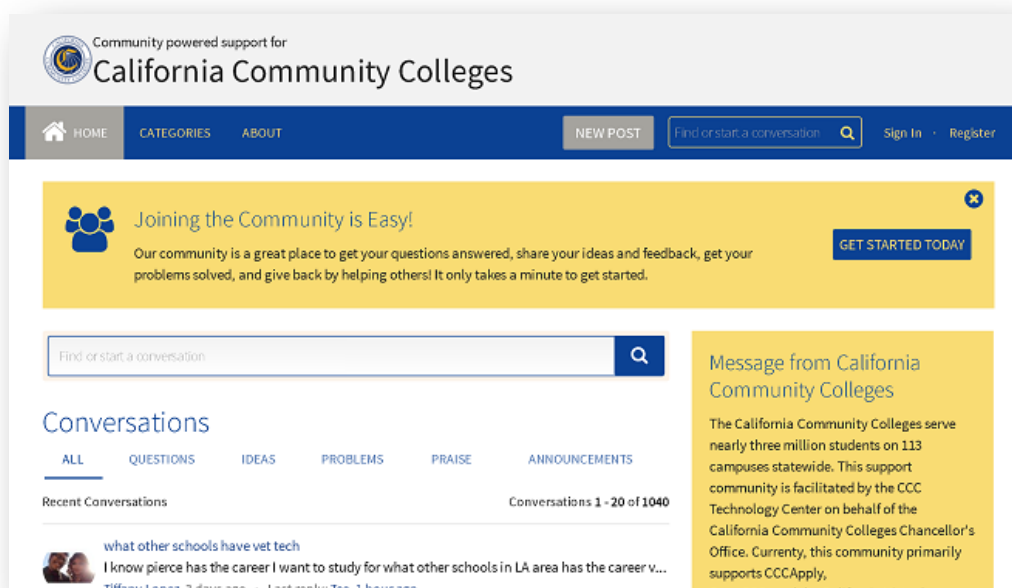 Community powered support for
California Community Colleges
HOME
CATEGORIES
ABOUT
NEW POST
Find or start a conversation
Sign In · Register
Joining the Community is Easy!
Our community is a great place to get your questions answered, share your ideas and feedback, get your
problems solved, and give back by helping others! It only takes a minute to get started.
GET STARTED TODAY
Find or start a conversation
Conversations
ALL
QUESTIONS
IDEAS
PROBLEMS
PRAISE
ANNOUNCEMENTS
Recent Conversations
Conversations 1 - 20 of 1040
what other schools have vet tech
I know pierce has the career I want to study for what other schools in LA area has the career v...
Message from California
Community Colleges
The California Community Colleges serve
nearly three million students on 113
campuses statewide. This support
community is facilitated by the CCC
Technology Center on behalf of the
California Community Colleges Chancellor's
Office. Currenty, this community primarily
supports CCCApply,